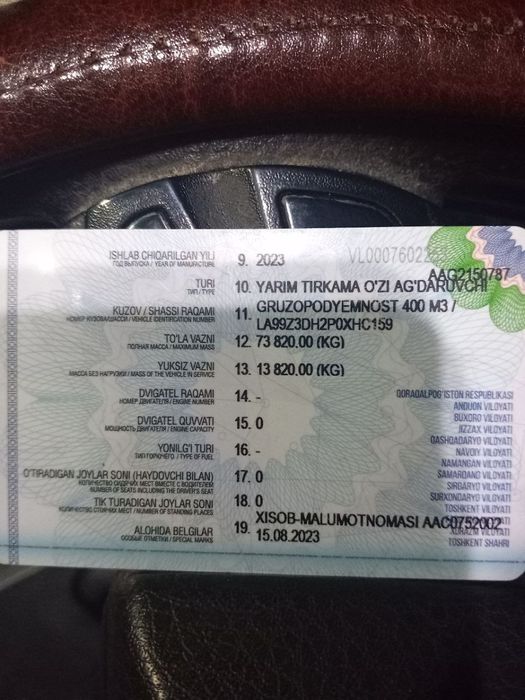 ISHLAB CHIQARILGAN YILI 9. 2023
ГОД ВЫПУСКА / YEAR OF MANUFACTURE
AAG2150787
TURI 10. YARIM TIRKAMA O'ZI AG'DARUVCHI
ТИП / TYPE
KUZOV / SHASSI RAQAMI 11. GRUZOPODYEMNOST 400 M3 /
НОМЕР КУЗОВА/ШАССИ / VEHICLE IDENTIFICATION NUMBER
LA99Z3DH2P0XHC159
TO'LA VAZNI 12. 73 820.00 (KG)
ПОЛНАЯ МАССА / MAXIMUM MASS
YUKSIZ VAZNI 13. 13 820.00 (KG)
МАССА БЕЗ НАГРУЗКИ / MASS OF THE VEHICLE IN SERVICE
DVIGATEL RAQAMI 14. -
НОМЕР ДВИГАТЕЛЯ / ENGINE NUMBER
DVIGATEL QUVVATI 15. 0
МОЩНОСТЬ ДВИГАТЕЛЯ / ENGINE CAPACITY
YONILG'I TURI 16. -
ТИП ГОРЮЧЕГО / TYPE OF FUEL
O'TIRADIGAN JOYLAR SONI (HAYDOVCHI BILAN) 17. 0
КОЛИЧЕСТВО СИДЯЧИХ МЕСТ ВМЕСТЕ С ВОДИТЕЛЕМ
NUMBER OF SEATS INCLUDING THE DRIVER'S SEAT
TIK TURADIGAN JOYLAR SONI 18. 0
КОЛИЧЕСТВО СТОЯЧИХ МЕСТ / NUMBER OF STANDING PLACES
ALOHIDA BELGILAR 19. XISOB-MALUMOTNOMASI AAC0752002
ОСОБЫЕ ОТМЕТКИ / SPECIAL MARKS
15.08.2023
QORAQALPOG'ISTON RESPUBLIKASI
ANDIJON VILOYATI
BUXORO VILOYATI
JIZZAX VILOYATI
QASHQADARYO VILOYATI
NAVOIY VILOYATI
NAMANGAN VILOYATI
SAMARQAND VILOYATI
SIRDARYO VILOYATI
SURXONDARYO VILOYATI
TOSHKENT VILOYATI
XORAZM VILOYATI
TOSHKENT SHAHRI